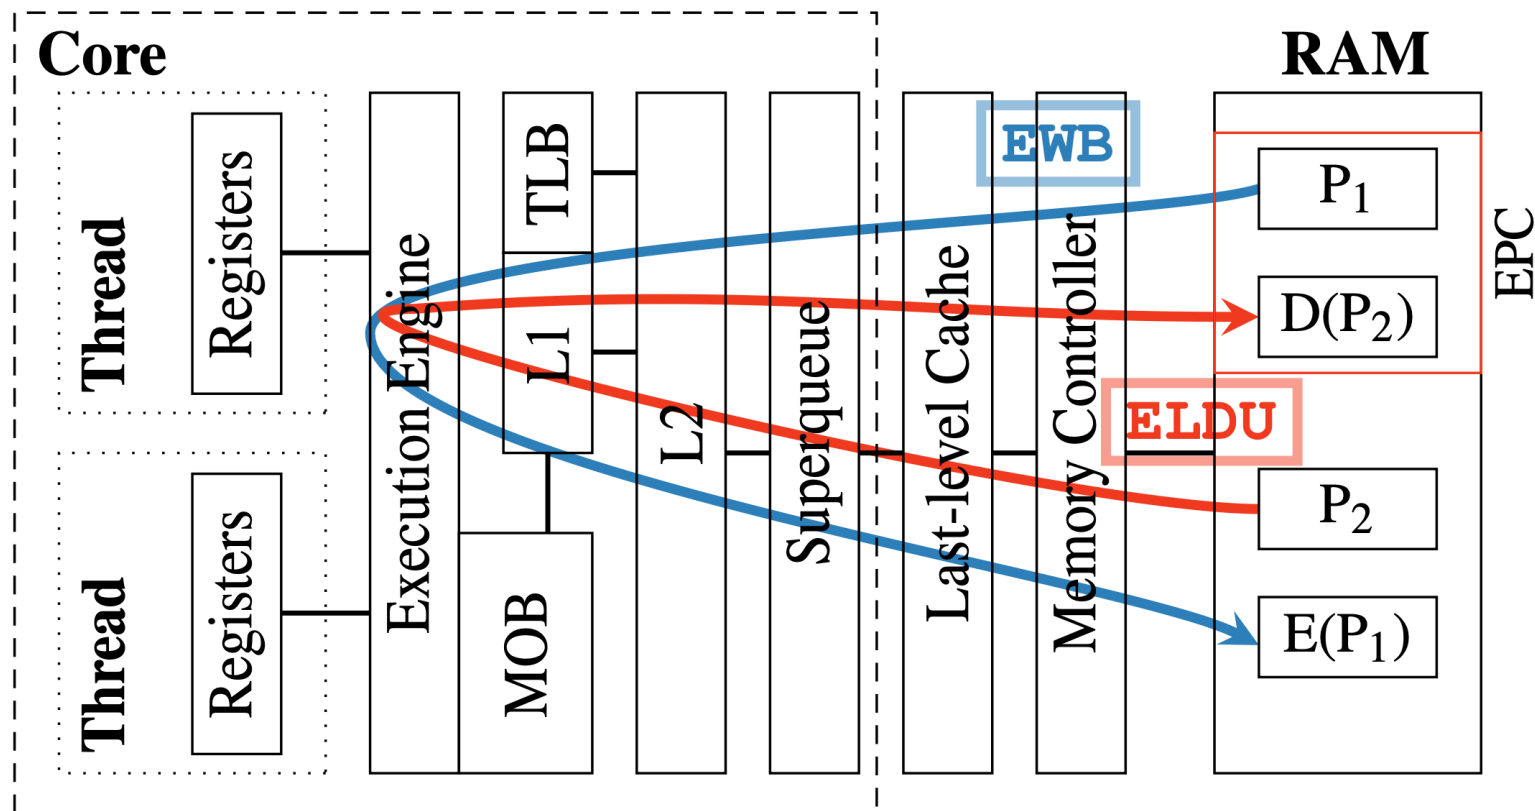 Core
RAM
Thread
Registers
Thread
Registers
Execution Engine
TLB
L1
MOB
L2
Superqueue
Last-level Cache
Memory Controller
EWB
ELDU
P₁
D(P₂)
EPC
P₂
E(P₁)